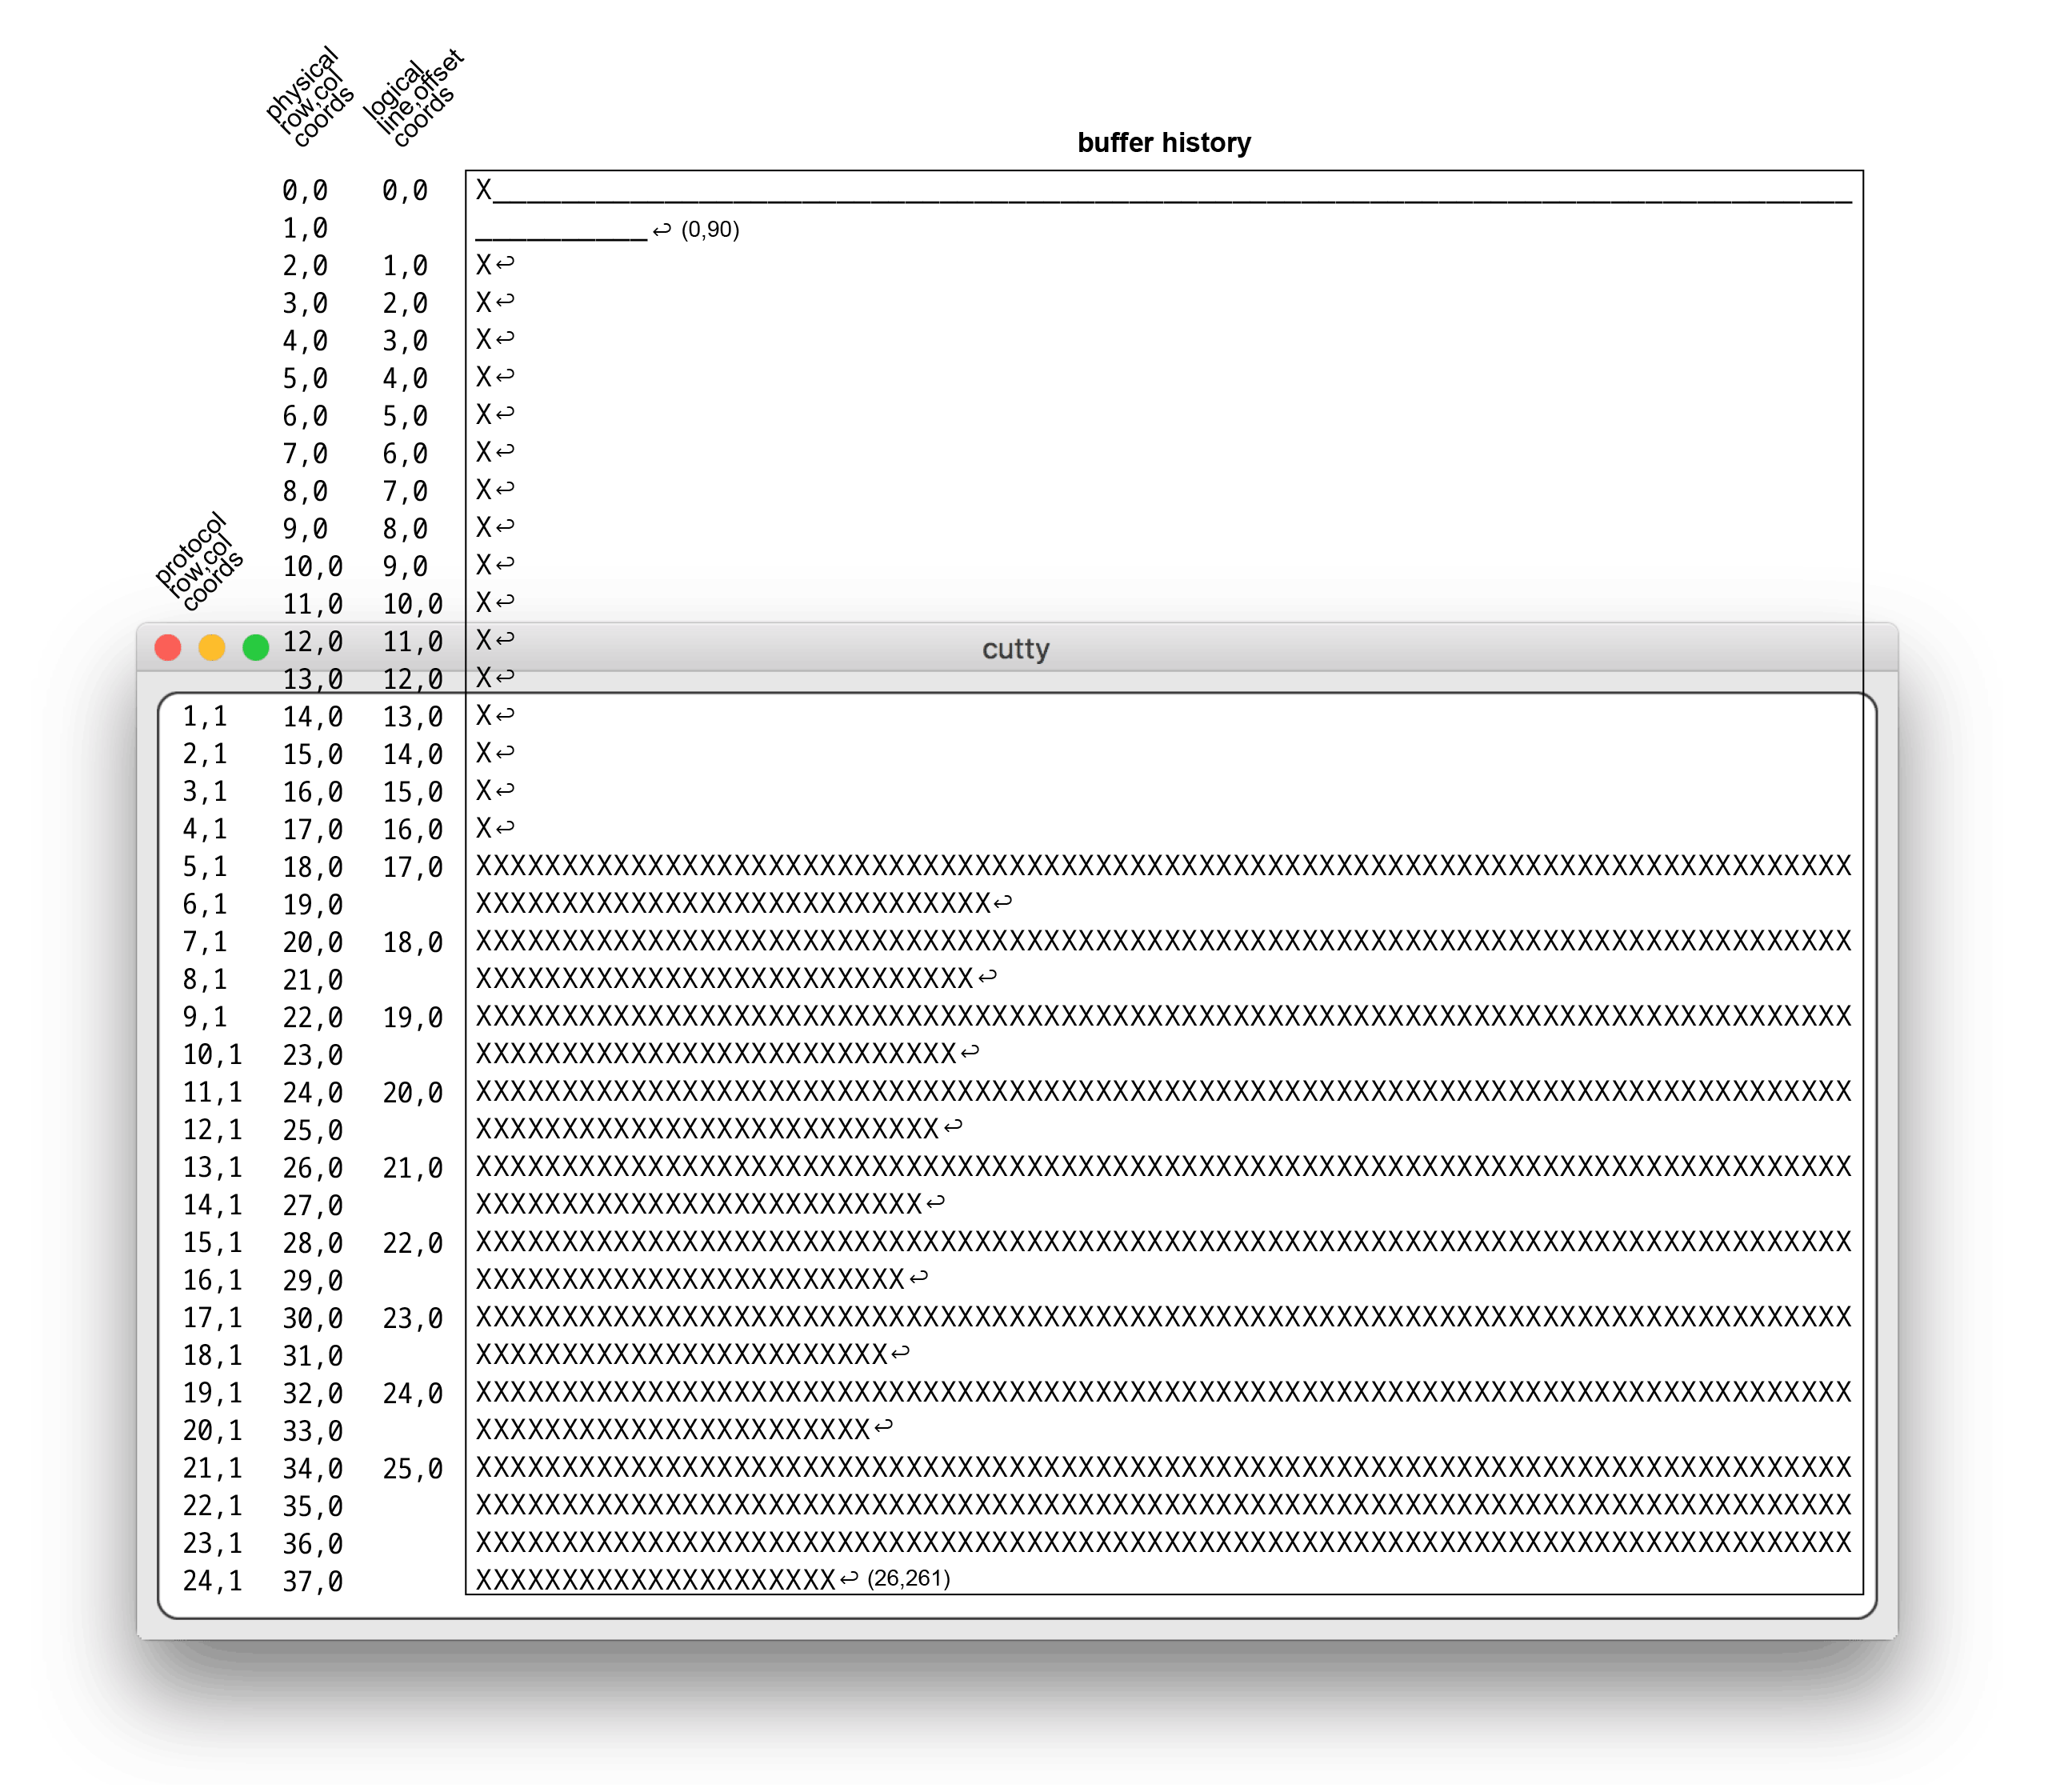 physical
row,col
coords
logical
line,offset
coords
buffer history
0,0 0,0 X_______________________________________________________________________________
1,0 __________↩ (0,90)
2,0 1,0 X↩
3,0 2,0 X↩
4,0 3,0 X↩
5,0 4,0 X↩
6,0 5,0 X↩
7,0 6,0 X↩
8,0 7,0 X↩
9,0 8,0 X↩
protocol
row,col
coords
10,0 9,0 X↩
11,0 10,0 X↩
12,0 11,0 X↩
cutty
13,0 12,0 X↩
1,1 14,0 13,0 X↩
2,1 15,0 14,0 X↩
3,1 16,0 15,0 X↩
4,1 17,0 16,0 X↩
5,1 18,0 17,0 XXXXXXXXXXXXXXXXXXXXXXXXXXXXXXXXXXXXXXXXXXXXXXXXXXXXXXXXXXXXXXXXXXXXXXXXXXXXXXXX
6,1 19,0 XXXXXXXXXXXXXXXXXXXXXXXXXXXXXX↩
7,1 20,0 18,0 XXXXXXXXXXXXXXXXXXXXXXXXXXXXXXXXXXXXXXXXXXXXXXXXXXXXXXXXXXXXXXXXXXXXXXXXXXXXXXXX
8,1 21,0 XXXXXXXXXXXXXXXXXXXXXXXXXXXXX↩
9,1 22,0 19,0 XXXXXXXXXXXXXXXXXXXXXXXXXXXXXXXXXXXXXXXXXXXXXXXXXXXXXXXXXXXXXXXXXXXXXXXXXXXXXXXX
10,1 23,0 XXXXXXXXXXXXXXXXXXXXXXXXXXXX↩
11,1 24,0 20,0 XXXXXXXXXXXXXXXXXXXXXXXXXXXXXXXXXXXXXXXXXXXXXXXXXXXXXXXXXXXXXXXXXXXXXXXXXXXXXXXX
12,1 25,0 XXXXXXXXXXXXXXXXXXXXXXXXXXX↩
13,1 26,0 21,0 XXXXXXXXXXXXXXXXXXXXXXXXXXXXXXXXXXXXXXXXXXXXXXXXXXXXXXXXXXXXXXXXXXXXXXXXXXXXXXXX
14,1 27,0 XXXXXXXXXXXXXXXXXXXXXXXXXX↩
15,1 28,0 22,0 XXXXXXXXXXXXXXXXXXXXXXXXXXXXXXXXXXXXXXXXXXXXXXXXXXXXXXXXXXXXXXXXXXXXXXXXXXXXXXXX
16,1 29,0 XXXXXXXXXXXXXXXXXXXXXXXXX↩
17,1 30,0 23,0 XXXXXXXXXXXXXXXXXXXXXXXXXXXXXXXXXXXXXXXXXXXXXXXXXXXXXXXXXXXXXXXXXXXXXXXXXXXXXXXX
18,1 31,0 XXXXXXXXXXXXXXXXXXXXXXXX↩
19,1 32,0 24,0 XXXXXXXXXXXXXXXXXXXXXXXXXXXXXXXXXXXXXXXXXXXXXXXXXXXXXXXXXXXXXXXXXXXXXXXXXXXXXXXX
20,1 33,0 XXXXXXXXXXXXXXXXXXXXXXX↩
21,1 34,0 25,0 XXXXXXXXXXXXXXXXXXXXXXXXXXXXXXXXXXXXXXXXXXXXXXXXXXXXXXXXXXXXXXXXXXXXXXXXXXXXXXXX
22,1 35,0 XXXXXXXXXXXXXXXXXXXXXXXXXXXXXXXXXXXXXXXXXXXXXXXXXXXXXXXXXXXXXXXXXXXXXXXXXXXXXXXX
23,1 36,0 XXXXXXXXXXXXXXXXXXXXXXXXXXXXXXXXXXXXXXXXXXXXXXXXXXXXXXXXXXXXXXXXXXXXXXXXXXXXXXXX
24,1 37,0 XXXXXXXXXXXXXXXXXXXXX↩ (26,261)